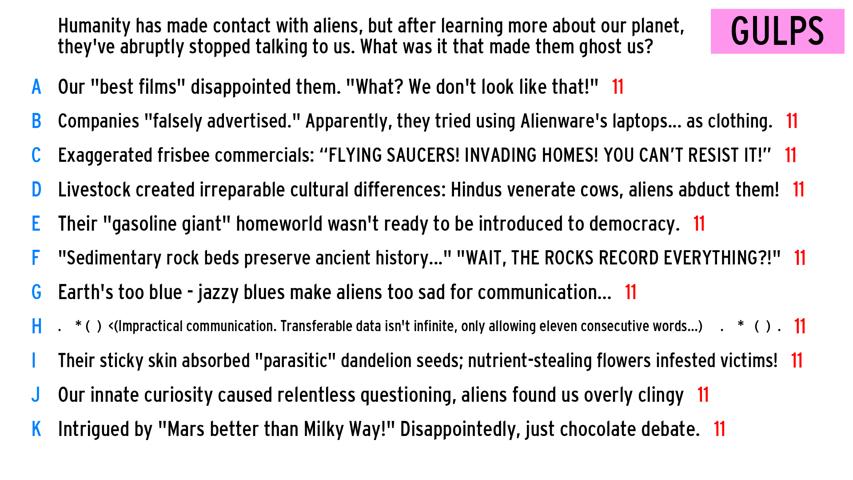 Humanity has made contact with aliens, but after learning more about our planet,
they've abruptly stopped talking to us. What was it that made them ghost us?
GULPS
A Our "best films" disappointed them. "What? We don't look like that!" 11
B Companies "falsely advertised." Apparently, they tried using Alienware's laptops... as clothing. 11
C Exaggerated frisbee commercials: “FLYING SAUCERS! INVADING HOMES! YOU CAN’T RESIST IT!” 11
D Livestock created irreparable cultural differences: Hindus venerate cows, aliens abduct them! 11
E Their "gasoline giant" homeworld wasn't ready to be introduced to democracy. 11
F "Sedimentary rock beds preserve ancient history..." "WAIT, THE ROCKS RECORD EVERYTHING?!" 11
G Earth's too blue - jazzy blues make aliens too sad for communication... 11
H . *( ) <(Impractical communication. Transferable data isn't infinite, only allowing eleven consecutive words...) . * ( ) . 11
I Their sticky skin absorbed "parasitic" dandelion seeds; nutrient-stealing flowers infested victims! 11
J Our innate curiosity caused relentless questioning, aliens found us overly clingy 11
K Intrigued by "Mars better than Milky Way!" Disappointedly, just chocolate debate. 11